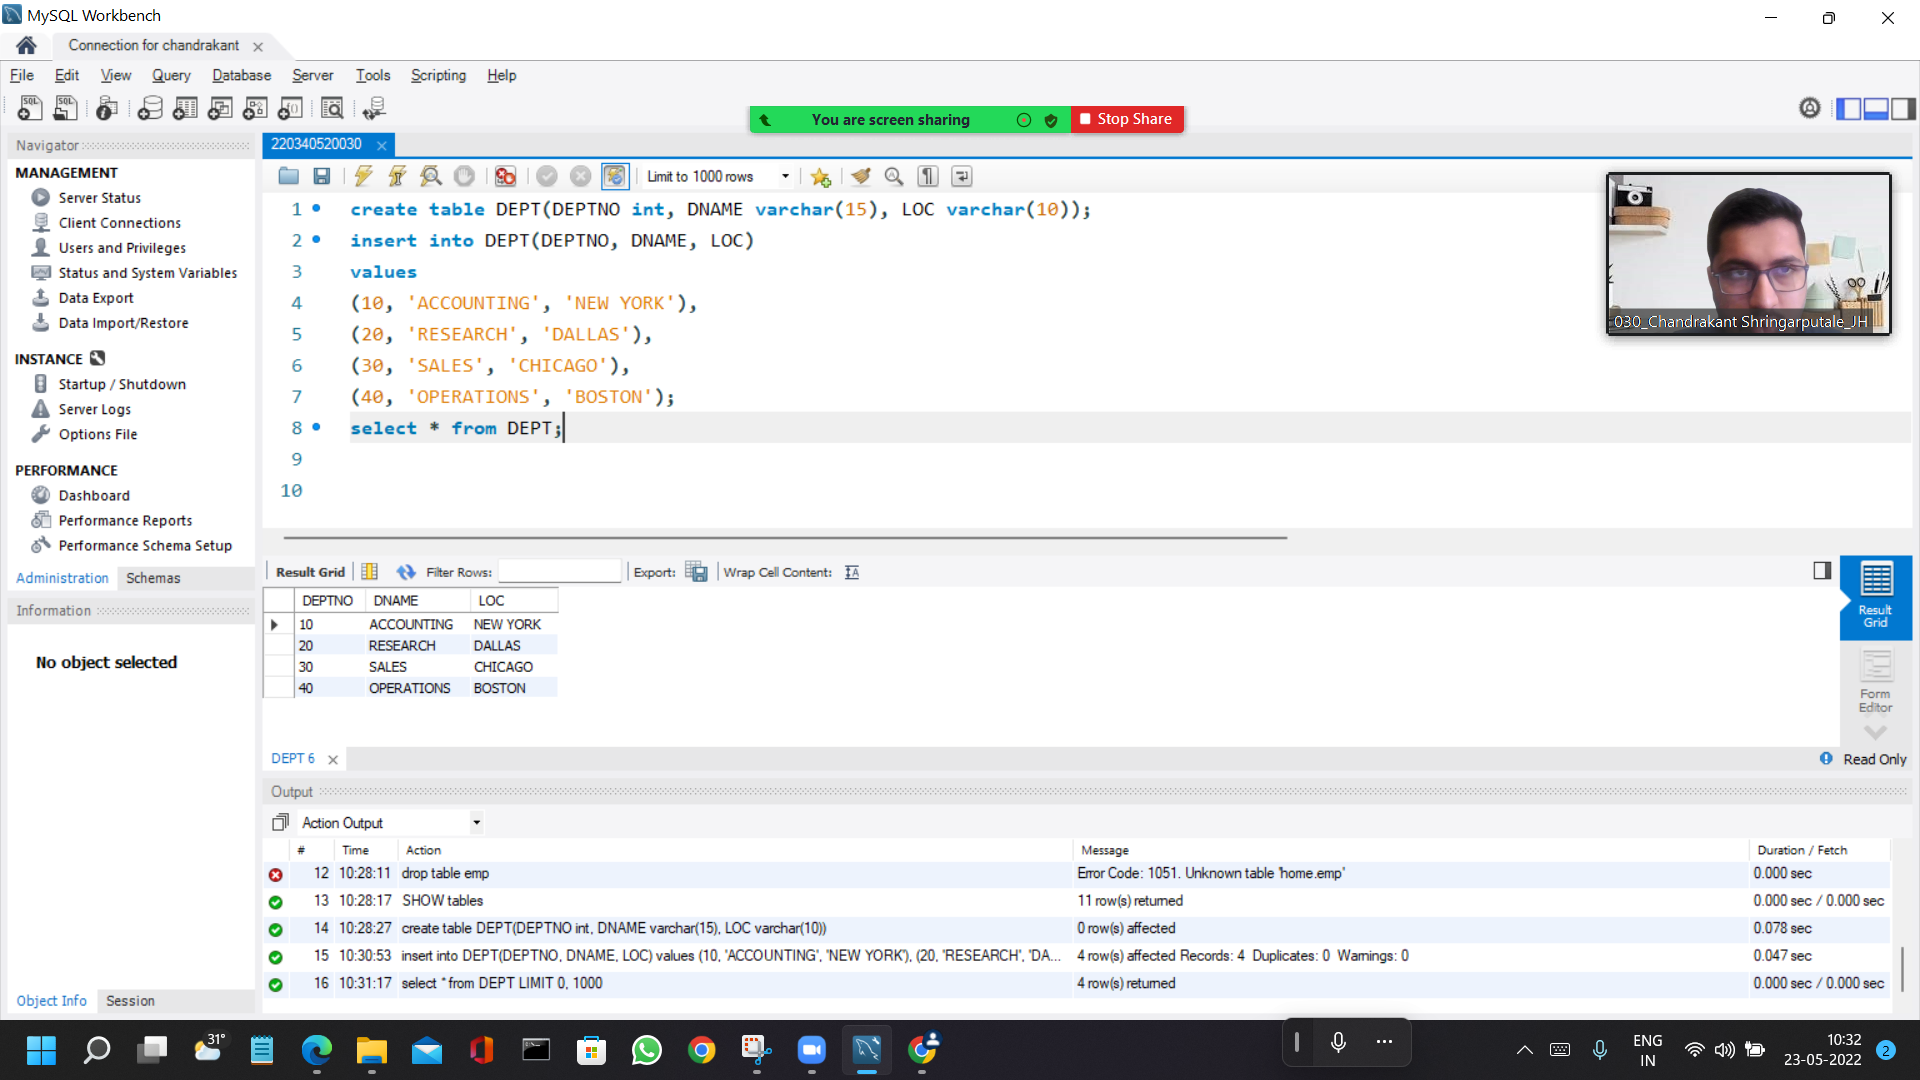 MySQL Workbench
Connection for chandrakant
File Edit View Query Database Server Tools Scripting Help
You are screen sharing Stop Share
Navigator
MANAGEMENT
Server Status
Client Connections
Users and Privileges
Status and System Variables
Data Export
Data Import/Restore
INSTANCE
Startup / Shutdown
Server Logs
Options File
PERFORMANCE
Dashboard
Performance Reports
Performance Schema Setup
Administration Schemas
Information
No object selected
Object Info Session
220340520030
Limit to 1000 rows
1 create table DEPT(DEPTNO int, DNAME varchar(15), LOC varchar(10));
2 insert into DEPT(DEPTNO, DNAME, LOC)
3 values
4 (10, 'ACCOUNTING', 'NEW YORK'),
5 (20, 'RESEARCH', 'DALLAS'),
6 (30, 'SALES', 'CHICAGO'),
7 (40, 'OPERATIONS', 'BOSTON');
8 select * from DEPT;
9
10
030_Chandrakant Shringarputale_JH
Result Grid Filter Rows: Export: Wrap Cell Content:
DEPTNO DNAME LOC
10 ACCOUNTING NEW YORK
20 RESEARCH DALLAS
30 SALES CHICAGO
40 OPERATIONS BOSTON
Result
Grid
Form
Editor
DEPT 6
Read Only
Output
Action Output
# Time Action Message Duration / Fetch
12 10:28:11 drop table emp Error Code: 1051. Unknown table 'home.emp' 0.000 sec
13 10:28:17 SHOW tables 11 row(s) returned 0.000 sec / 0.000 sec
14 10:28:27 create table DEPT(DEPTNO int, DNAME varchar(15), LOC varchar(10)) 0 row(s) affected 0.078 sec
15 10:30:53 insert into DEPT(DEPTNO, DNAME, LOC) values (10, 'ACCOUNTING', 'NEW YORK'), (20, 'RESEARCH', 'DA... 4 row(s) affected Records: 4 Duplicates: 0 Warnings: 0 0.047 sec
16 10:31:17 select * from DEPT LIMIT 0, 1000 4 row(s) returned 0.000 sec / 0.000 sec
31°
ENG
IN
10:32
23-05-2022
2